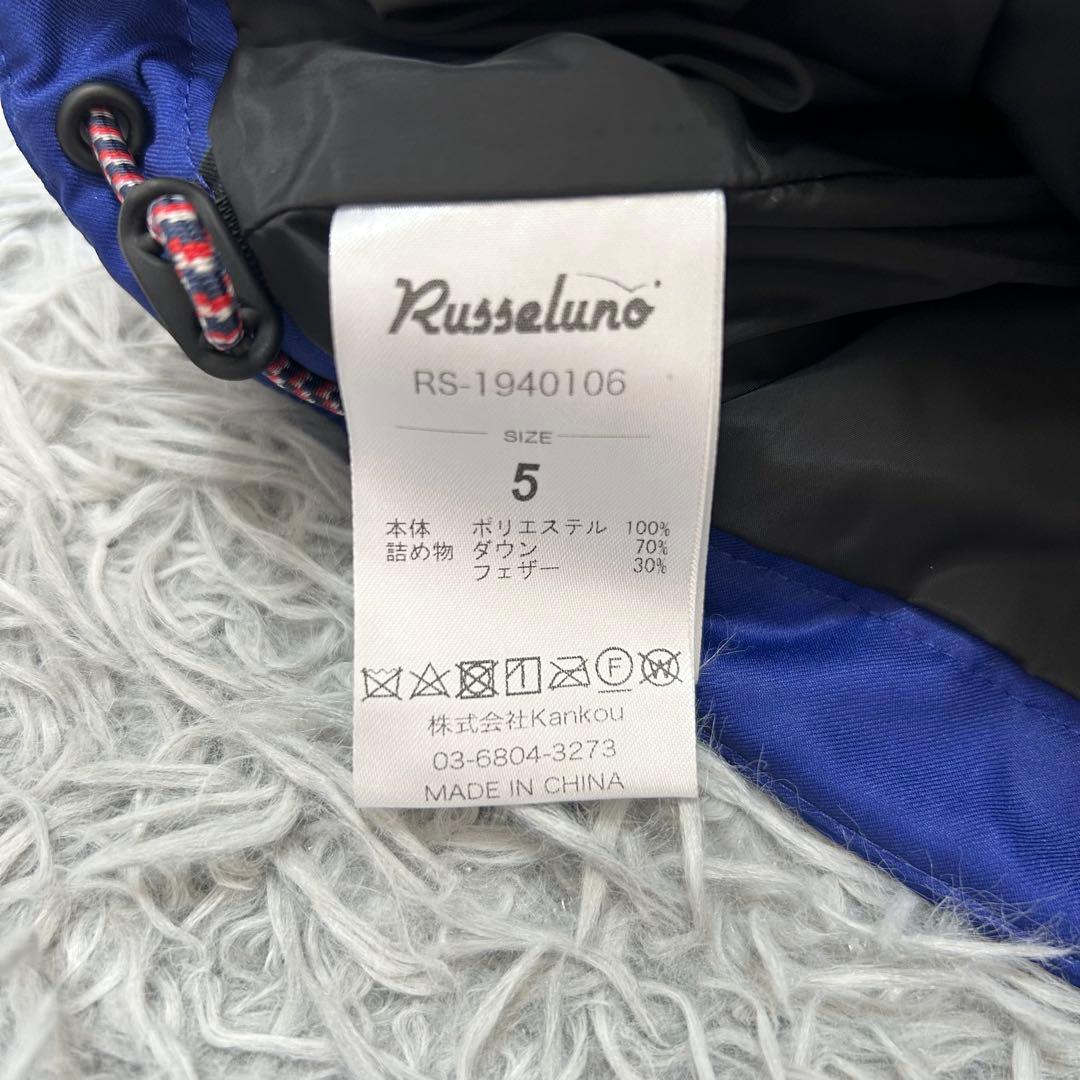 Russeluno
RS-1940106
SIZE
5
本体 ポリエステル 100%
詰め物 ダウン 70%
フェザー 30%
F W
株式会社Kankou
03-6804-3273
MADE IN CHINA